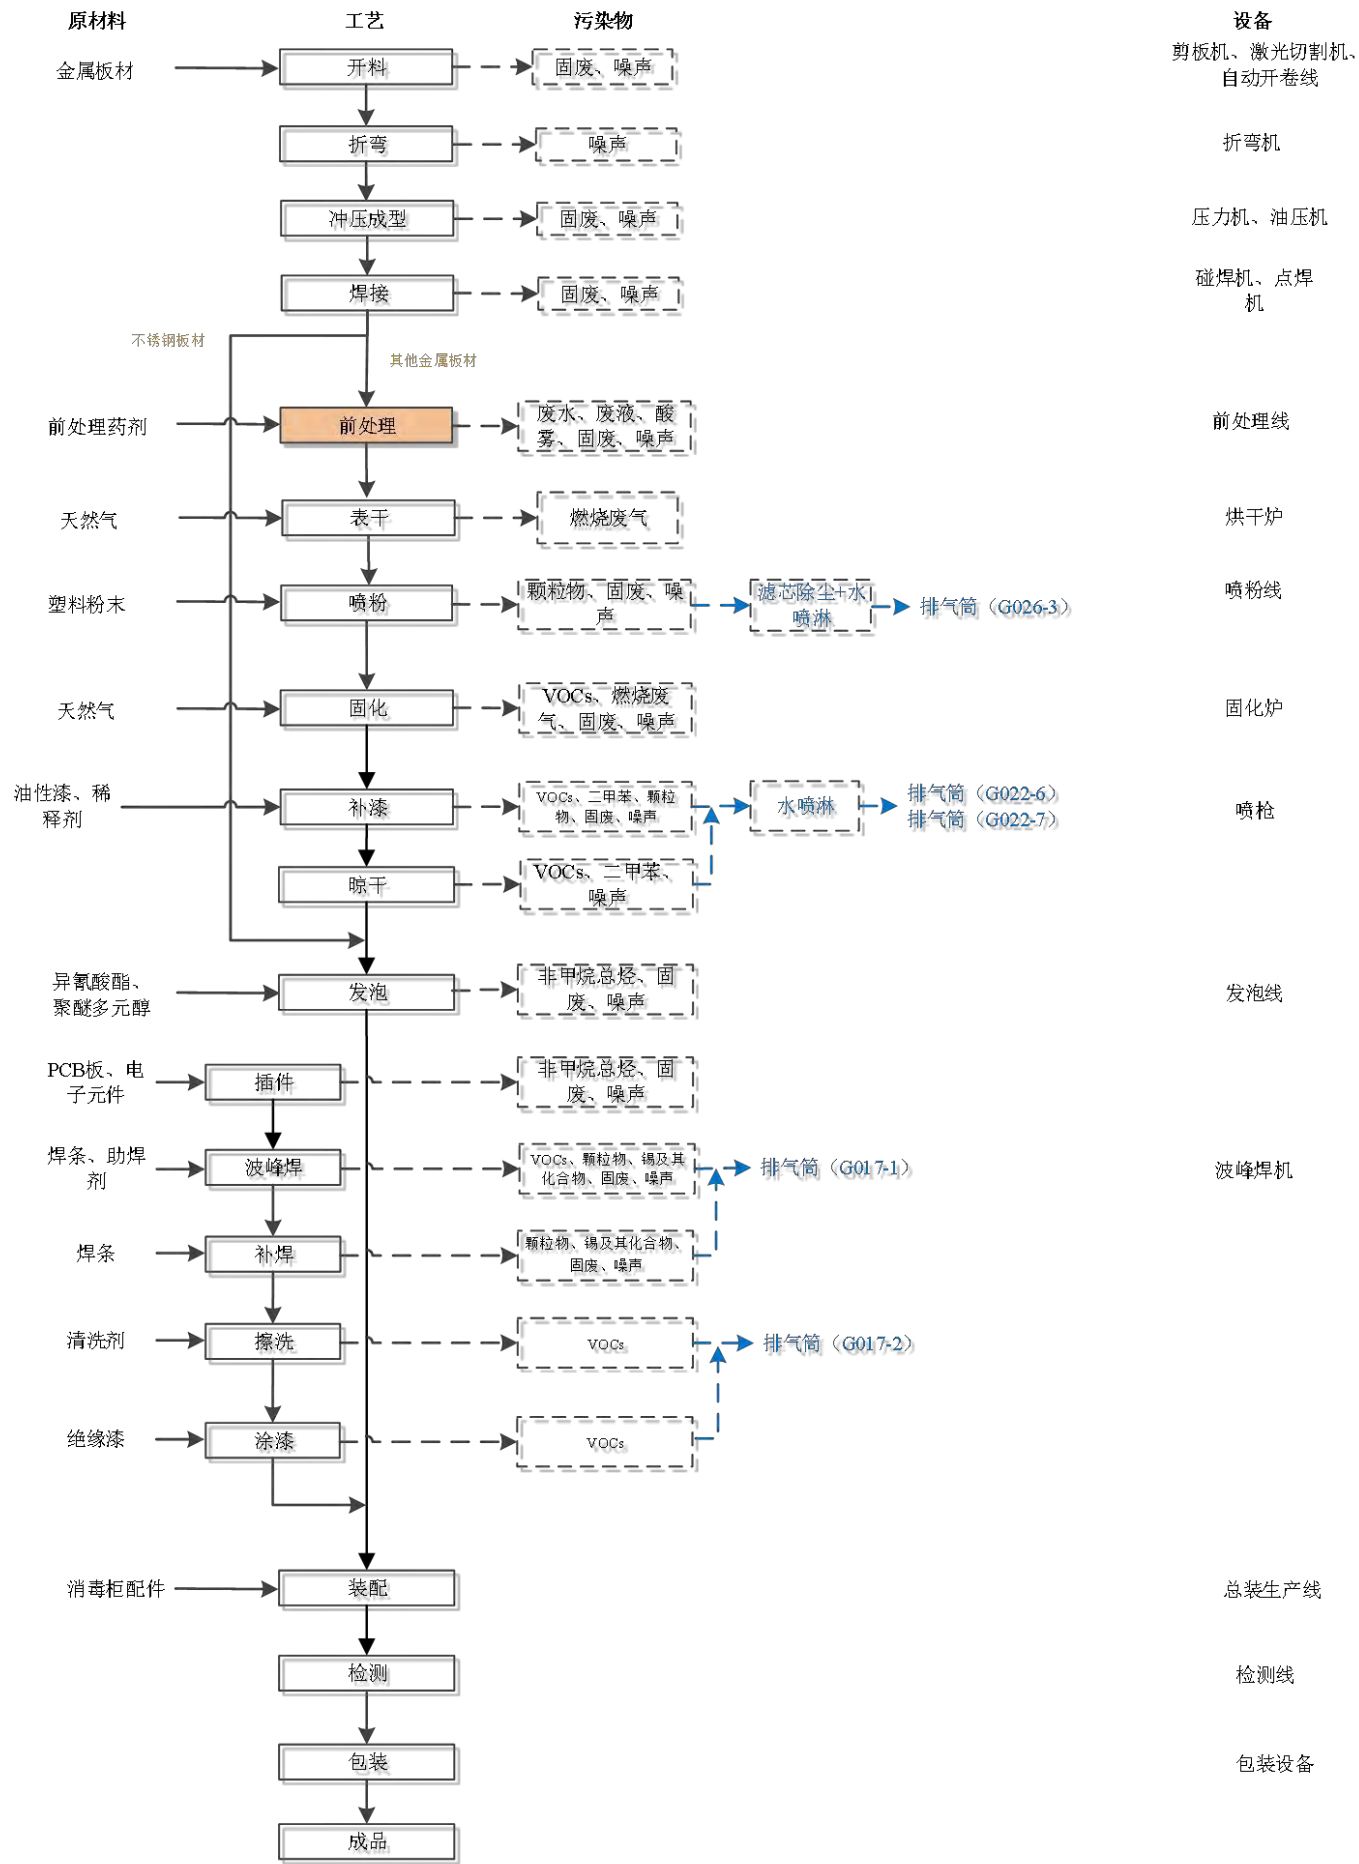 原材料
工艺
污染物
设备
金属板材
开料
固废、噪声
剪板机、激光切割机、
自动开卷线
折弯
噪声
折弯机
冲压成型
固废、噪声
压力机、油压机
焊接
固废、噪声
碰焊机、点焊
机
不锈钢板材
其他金属板材
前处理药剂
前处理
废水、废液、酸
雾、固废、噪声
前处理线
天然气
表干
燃烧废气
烘干炉
塑料粉末
喷粉
颗粒物、固废、噪
声
滤芯除尘+水
喷淋
排气筒（G026-3）
喷粉线
天然气
固化
VOCs、燃烧废
气、固废、噪声
固化炉
油性漆、稀
释剂
补漆
VOCs、二甲苯、颗粒
物、固废、噪声
水喷淋
排气筒（G022-6）
排气筒（G022-7）
喷枪
晾干
VOCs、二甲苯、
噪声
异氰酸酯、
聚醚多元醇
发泡
非甲烷总烃、固
废、噪声
发泡线
PCB板、电
子元件
插件
非甲烷总烃、固
废、噪声
焊条、助焊
剂
波峰焊
VOCs、颗粒物、锡及其
化合物、固废、噪声
排气筒（G017-1）
波峰焊机
焊条
补焊
颗粒物、锡及其化合物、
固废、噪声
清洗剂
擦洗
VOCs
排气筒（G017-2）
绝缘漆
涂漆
VOCs
消毒柜配件
装配
总装生产线
检测
检测线
包装
包装设备
成品